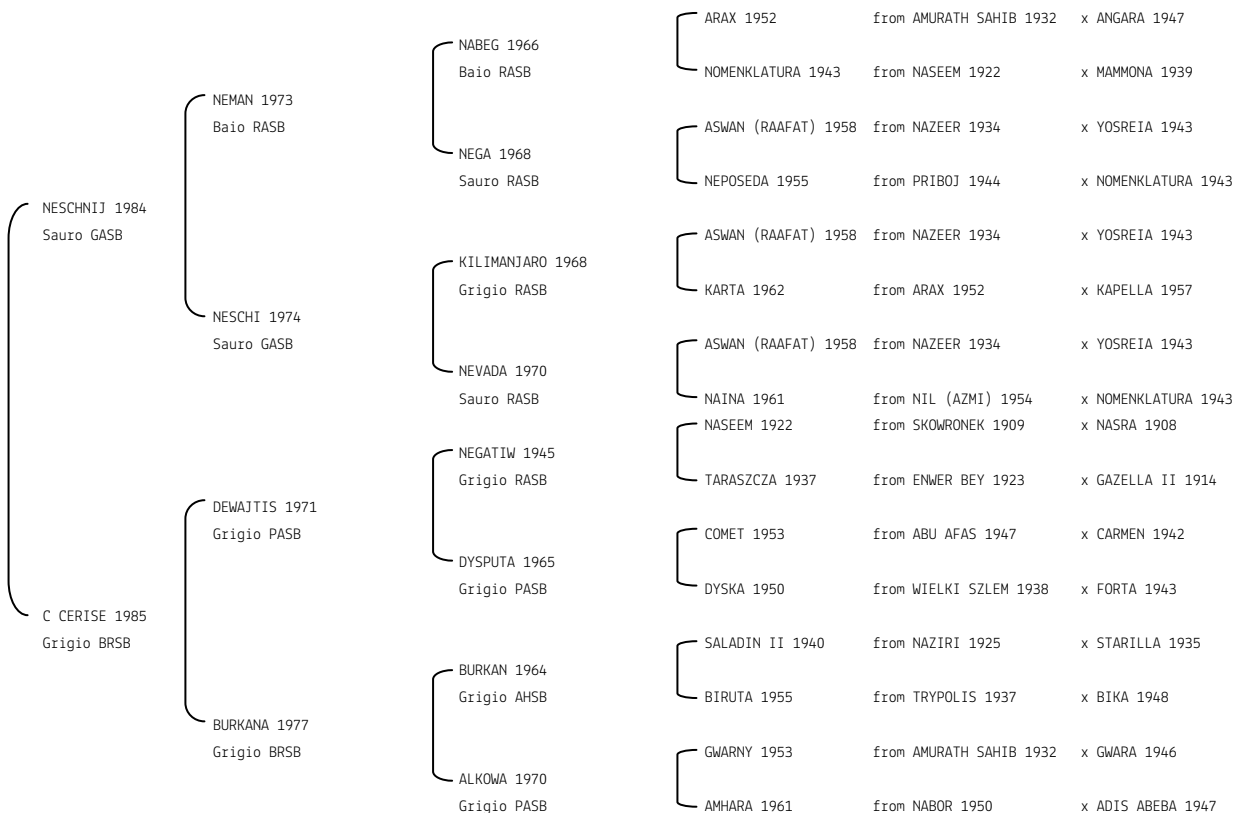 ARAX 1952 from AMURATH SAHIB 1932 x ANGARA 1947
NABEG 1966
Baio RASB
NOMENKLATURA 1943 from NASEEM 1922 x MAMMONA 1939
NEMAN 1973
Baio RASB
ASWAN (RAAFAT) 1958 from NAZEER 1934 x YOSREIA 1943
NEGA 1968
Sauro RASB
NEPOSEDA 1955 from PRIBOJ 1944 x NOMENKLATURA 1943
NESCHNIJ 1984
Sauro GASB
ASWAN (RAAFAT) 1958 from NAZEER 1934 x YOSREIA 1943
KILIMANJARO 1968
Grigio RASB
KARTA 1962 from ARAX 1952 x KAPELLA 1957
NESCHI 1974
Sauro GASB
ASWAN (RAAFAT) 1958 from NAZEER 1934 x YOSREIA 1943
NEVADA 1970
Sauro RASB
NAINA 1961 from NIL (AZMI) 1954 x NOMENKLATURA 1943
NASEEM 1922 from SKOWRONEK 1909 x NASRA 1908
NEGATIW 1945
Grigio RASB
TARASZCZA 1937 from ENWER BEY 1923 x GAZELLA II 1914
DEWAJTIS 1971
Grigio PASB
COMET 1953 from ABU AFAS 1947 x CARMEN 1942
DYSPUTA 1965
Grigio PASB
DYSKA 1950 from WIELKI SZLEM 1938 x FORTA 1943
C CERISE 1985
Grigio BRSB
SALADIN II 1940 from NAZIRI 1925 x STARILLA 1935
BURKAN 1964
Grigio AHSB
BIRUTA 1955 from TRYPOLIS 1937 x BIKA 1948
BURKANA 1977
Grigio BRSB
GWARNY 1953 from AMURATH SAHIB 1932 x GWARA 1946
ALKOWA 1970
Grigio PASB
AMHARA 1961 from NABOR 1950 x ADIS ABEBA 1947